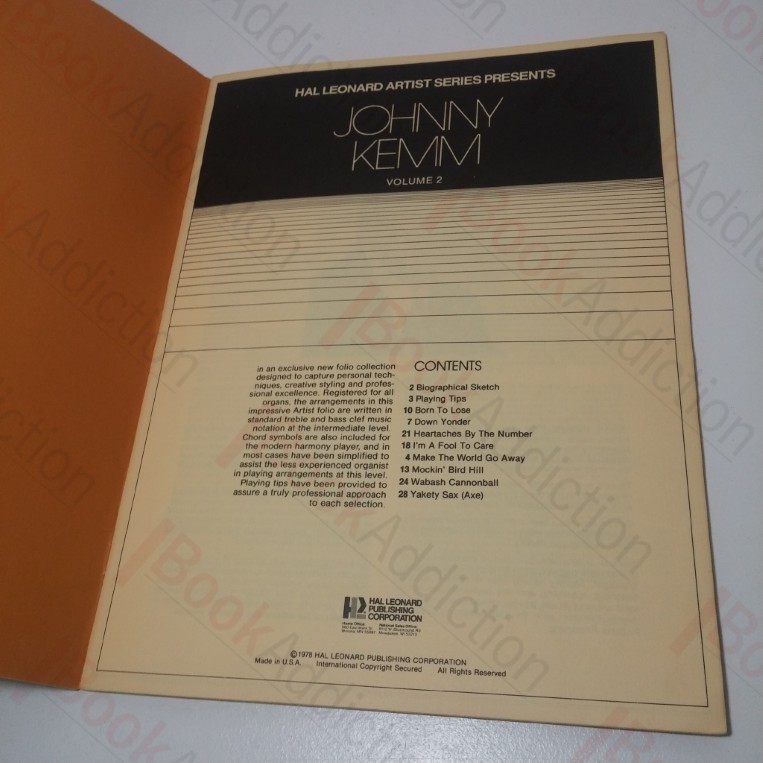 HAL LEONARD ARTIST SERIES PRESENTS
JOHNNY
KEMM
VOLUME 2
in an exclusive new folio collection
designed to capture personal tech-
niques, creative styling and profes-
sional excellence. Registered for all
organs, the arrangements in this
impressive Artist folio are written in
standard treble and bass clef music
notation at the intermediate level.
Chord symbols are also included for
the modern harmony player, and in
most cases have been simplified to
assist the less experienced organist
in playing arrangements at this level.
Playing tips have been provided to
assure a truly professional approach
to each selection.
CONTENTS
2 Biographical Sketch
3 Playing Tips
10 Born To Lose
7 Down Yonder
21 Heartaches By The Number
18 I'm A Fool To Care
4 Make The World Go Away
13 Mockin' Bird Hill
24 Wabash Cannonball
28 Yakety Sax (Axe)
HAL LEONARD
PUBLISHING
CORPORATION
Home Office:
National Sales Office:
©1978 HAL LEONARD PUBLISHING CORPORATION
Made in U.S.A. International Copyright Secured All Rights Reserved
BookAddiction